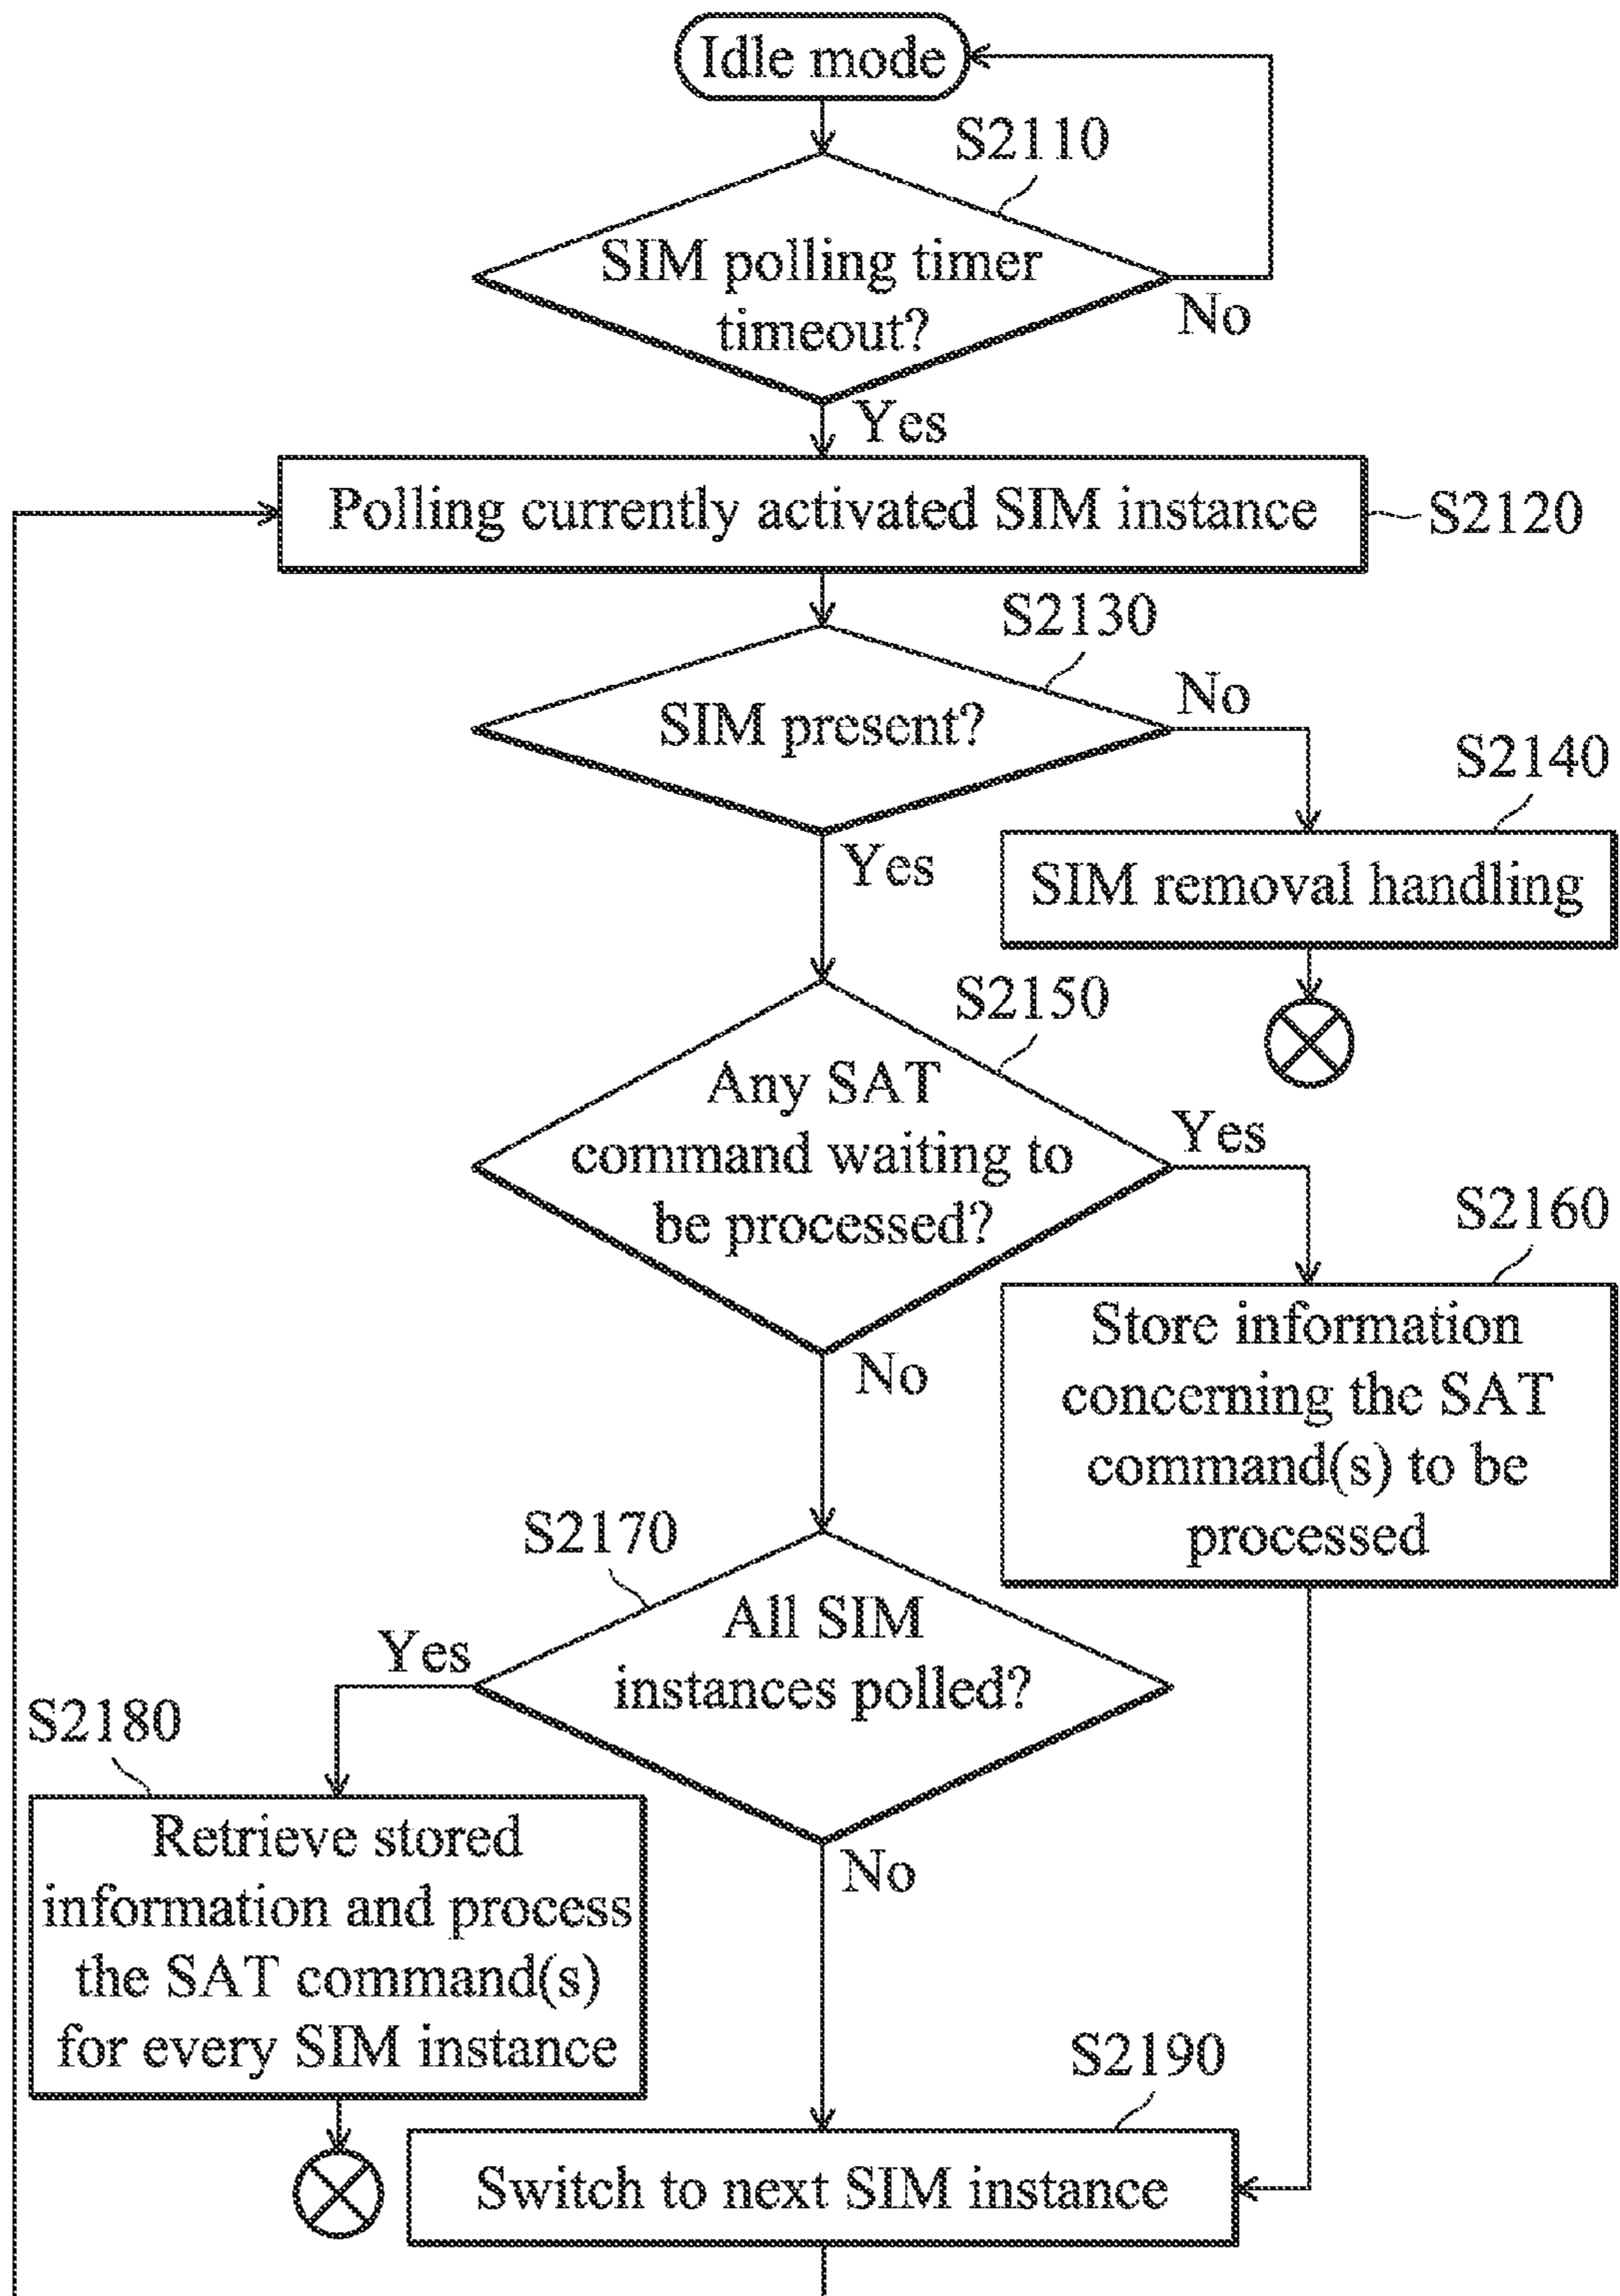 Idle mode
S2110
SIM polling timer
timeout?
No
Yes
Polling currently activated SIM instance
S2120
S2130
SIM present?
No
S2140
Yes
SIM removal handling
S2150
Any SAT
command waiting to
be processed?
Yes
S2160
No
Store information
concerning the SAT
command(s) to be
processed
S2170
All SIM
instances polled?
Yes
S2180
No
Retrieve stored
information and process
the SAT command(s)
for every SIM instance
S2190
Switch to next SIM instance